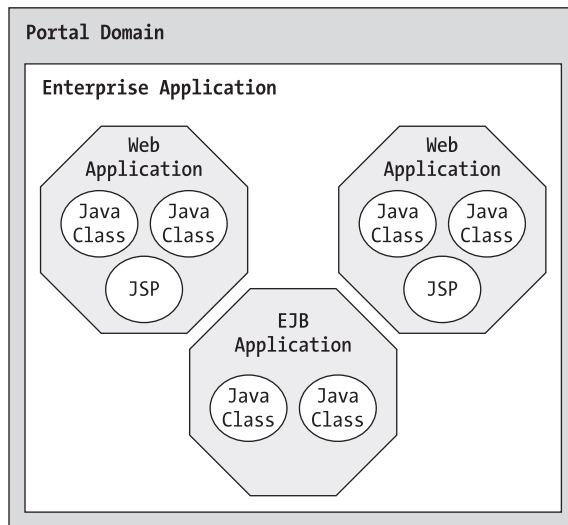 Portal Domain
Enterprise Application
Web
Application
Java
Class
Java
Class
JSP
Web
Application
Java
Class
Java
Class
JSP
EJB
Application
Java
Class
Java
Class